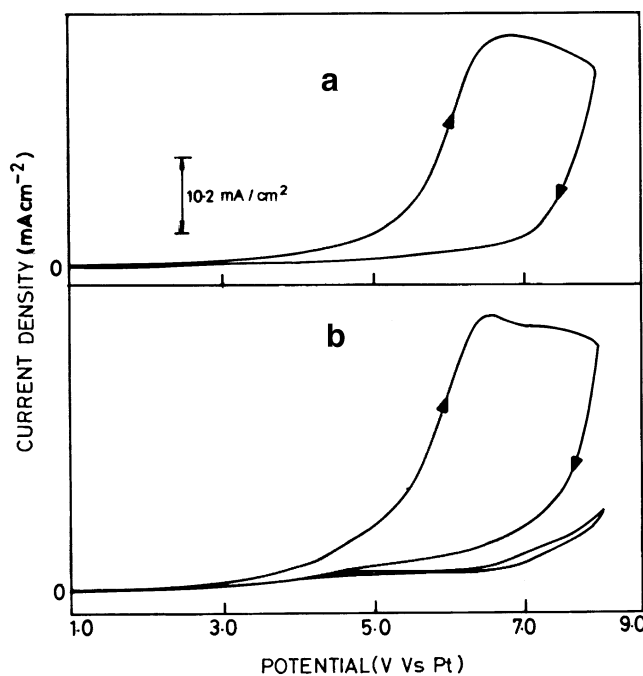 a
10·2 mA/cm²
0
b
0
1·0 3·0 5·0 7·0 9·0
POTENTIAL(V Vs Pt)
CURRENT DENSITY (mAcm⁻²)